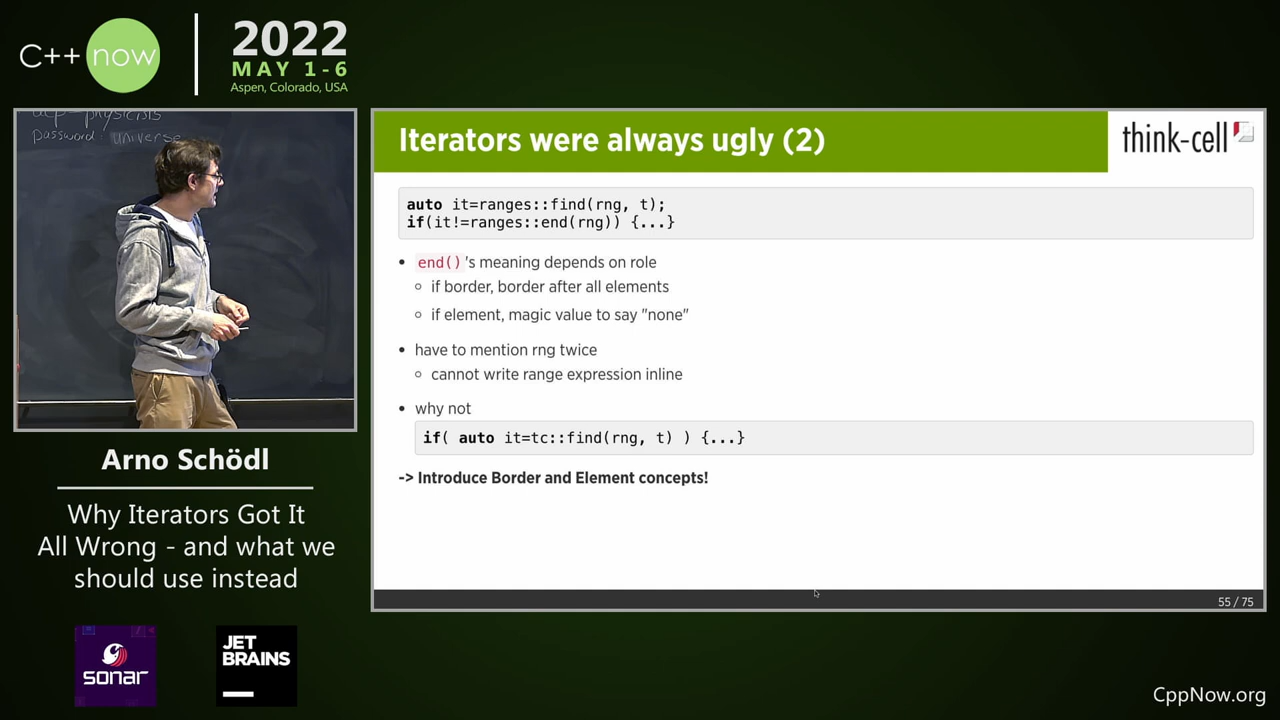 C++ now
2022
MAY 1-6
Aspen, Colorado, USA
acp-physicists
password universe
Arno Schödl
Why Iterators Got It
All Wrong - and what we
should use instead
sonar
JET
BRAINS
Iterators were always ugly (2)
think-cell
auto it=ranges::find(rng, t);
if(it!=ranges::end(rng)) {...}
• end()'s meaning depends on role
◦ if border, border after all elements
◦ if element, magic value to say "none"
• have to mention rng twice
◦ cannot write range expression inline
• why not
if( auto it=tc::find(rng, t) ) {...}
-> Introduce Border and Element concepts!
55 / 75
CppNow.org